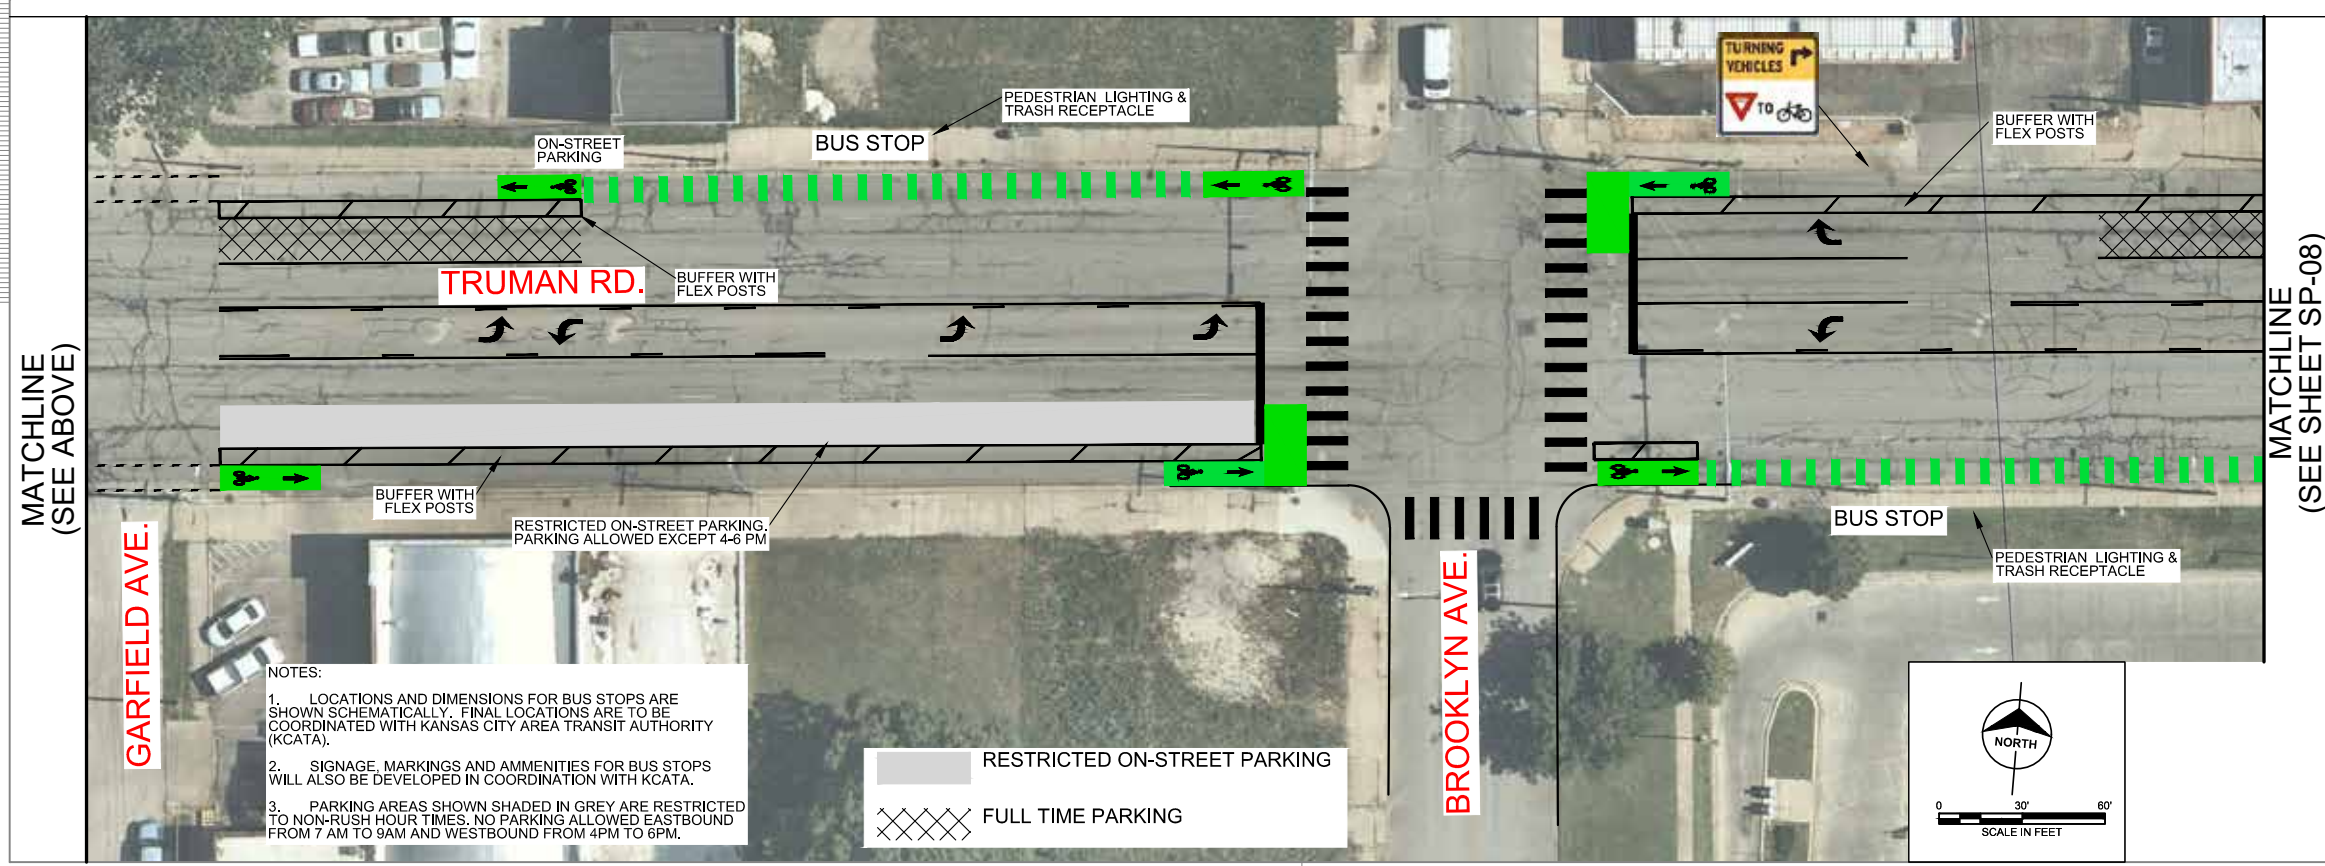 TURNING
VEHICLES
TO
PEDESTRIAN LIGHTING &
TRASH RECEPTACLE
BUS STOP
ON-STREET
PARKING
BUFFER WITH
FLEX POSTS
TRUMAN RD.
BUFFER WITH
FLEX POSTS
MATCHLINE
(SEE ABOVE)
MATCHLINE
(SEE SHEET SP-08)
BUFFER WITH
FLEX POSTS
RESTRICTED ON-STREET PARKING.
PARKING ALLOWED EXCEPT 4-6 PM
BUS STOP
PEDESTRIAN LIGHTING &
TRASH RECEPTACLE
GARFIELD AVE.
BROOKLYN AVE.
NOTES:
1. LOCATIONS AND DIMENSIONS FOR BUS STOPS ARE
SHOWN SCHEMATICALLY. FINAL LOCATIONS ARE TO BE
COORDINATED WITH KANSAS CITY AREA TRANSIT AUTHORITY
(KCATA).
2. SIGNAGE, MARKINGS AND AMMENITIES FOR BUS STOPS
WILL ALSO BE DEVELOPED IN COORDINATION WITH KCATA.
3. PARKING AREAS SHOWN SHADED IN GREY ARE RESTRICTED
TO NON-RUSH HOUR TIMES. NO PARKING ALLOWED EASTBOUND
FROM 7 AM TO 9AM AND WESTBOUND FROM 4PM TO 6PM.
RESTRICTED ON-STREET PARKING
FULL TIME PARKING
NORTH
0 30' 60'
SCALE IN FEET